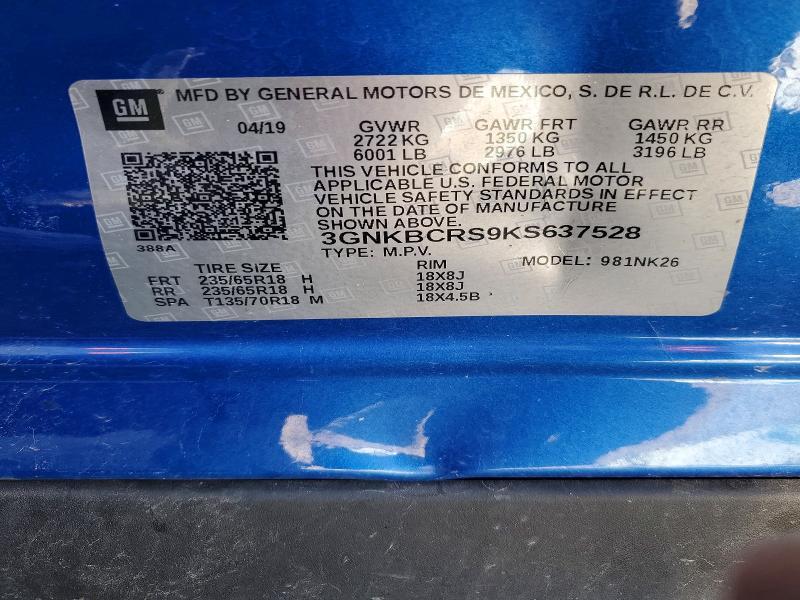 GM MFD BY GENERAL MOTORS DE MEXICO, S. DE R.L. DE C.V.
04/19 GVWR GAWR FRT GAWR RR
2722 KG 1350 KG 1450 KG
6001 LB 2976 LB 3196 LB
THIS VEHICLE CONFORMS TO ALL
APPLICABLE U.S. FEDERAL MOTOR
VEHICLE SAFETY STANDARDS IN EFFECT
ON THE DATE OF MANUFACTURE
SHOWN ABOVE.
388A
3GNKBCRS9KS637528
TYPE: M.P.V. MODEL: 981NK26
TIRE SIZE RIM
FRT 235/65R18 H 18X8J
RR 235/65R18 H 18X8J
SPA T135/70R18 M 18X4.5B